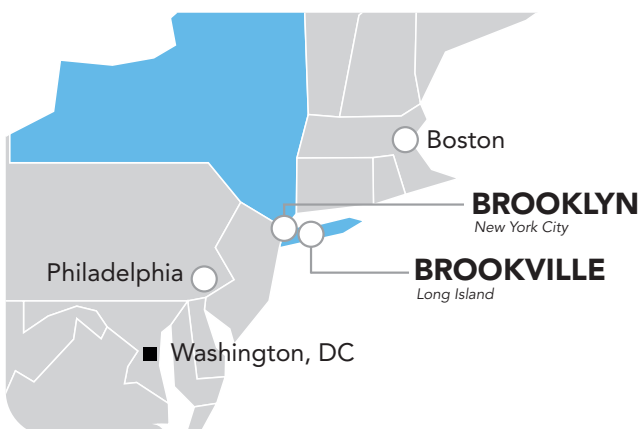 Boston
BROOKLYN
New York City
BROOKVILLE
Long Island
Philadelphia
Washington, DC